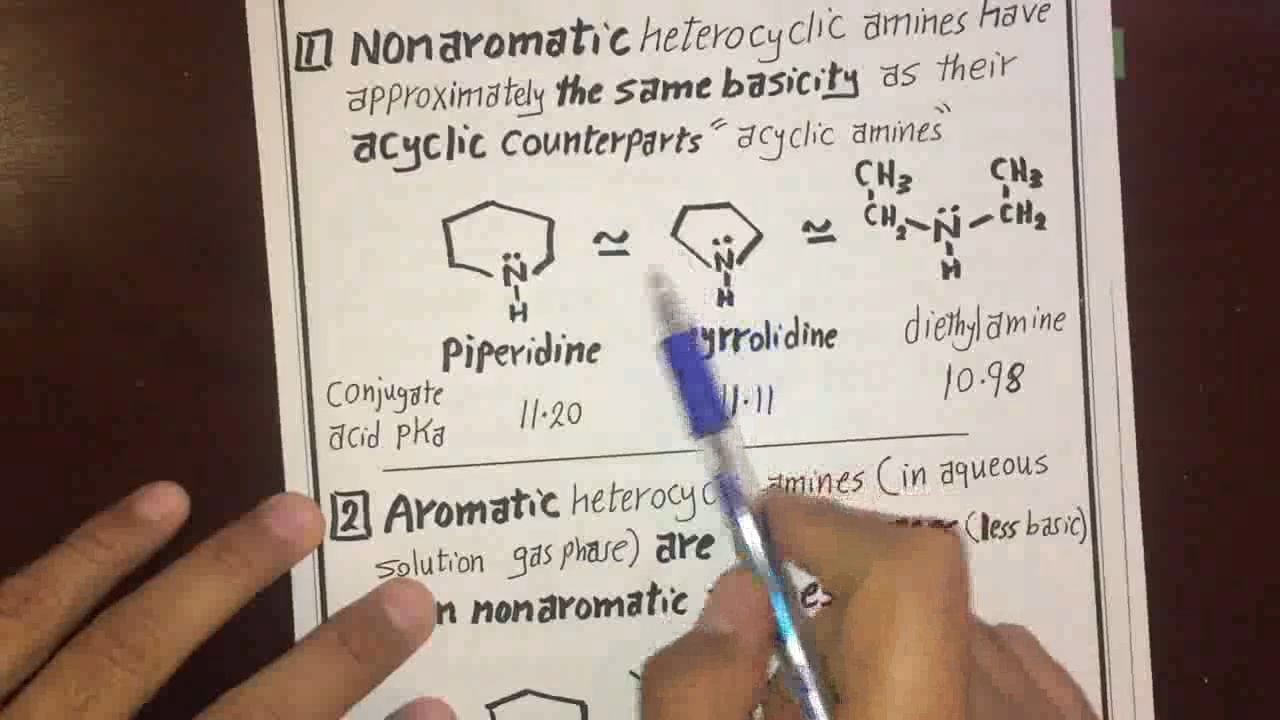 1 Nonaromatic heterocyclic amines have
approximately the same basicity as their
acyclic counterparts " acyclic amines"
CH3 CH3
CH2 N CH2
N N H
H H
Piperidine yrrolidine diethylamine
Conjugate
acid pKa 11.20 11.11 10.98
2 Aromatic heterocyc amines (in aqueous
solution gas phase) are (less basic)
n nonaromatic